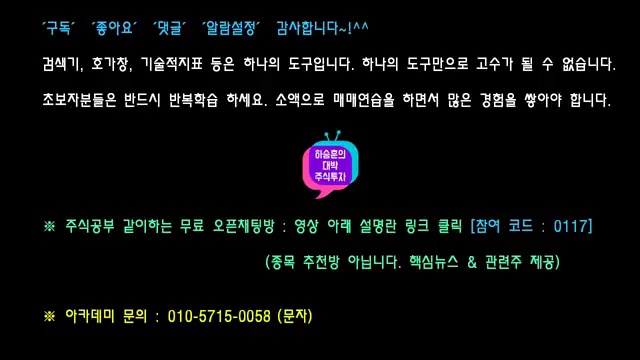 ´구독´ ´좋아요´ ´댓글´ ´알람설정´ 감사합니다~!^^
검색기, 호가창, 기술적지표 등은 하나의 도구입니다. 하나의 도구만으로 고수가 될 수 없습니다.
초보자분들은 반드시 반복학습 하세요. 소액으로 매매연습을 하면서 많은 경험을 쌓아야 합니다.
하승훈의
대박
주식투자
※ 주식공부 같이하는 무료 오픈채팅방 : 영상 아래 설명란 링크 클릭 [참여 코드 : 0117]
(종목 추천방 아닙니다. 핵심뉴스 & 관련주 제공)
※ 아카데미 문의 : 010-5715-0058 (문자)